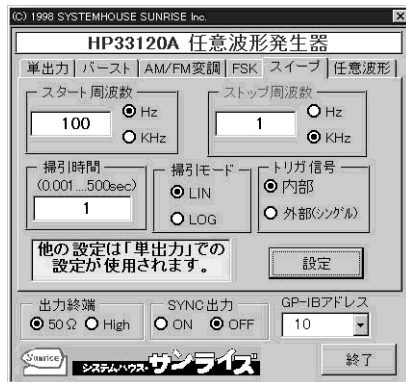 (C) 1998 SYSTEMHOUSE SUNRISE Inc.
HP33120A 任意波形発生器
単出力 バースト AM/FM変調 FSK スイープ 任意波形
スタート周波数
100
Hz
KHz
ストップ周波数
1
Hz
KHz
掃引時間
(0.001....500sec)
1
掃引モード
LIN
LOG
トリガ信号
内部
外部(シングル)
他の設定は「単出力」での
設定が使用されます。
設定
出力終端
50Ω High
SYNC出力
ON OFF
GP-IBアドレス
10
Sunrise
システムハウス・サンライズ
終了